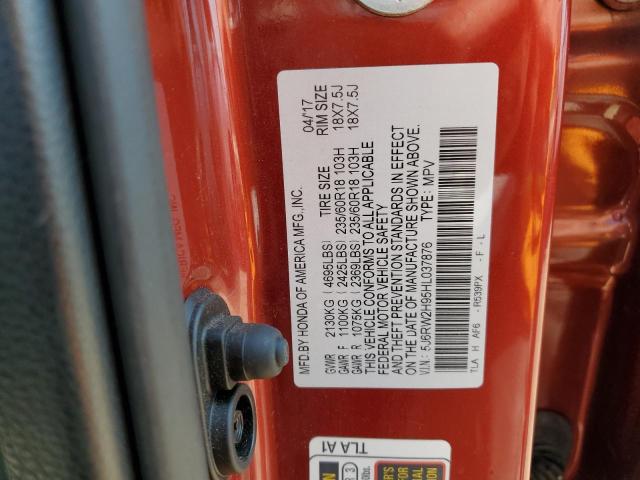 MFD.BY HONDA OF AMERICA MFG.,INC. 04/17
TIRE SIZE RIM SIZE
GVWR 2130KG (4695LBS)
GAWR F 1100KG (2425LBS) 235/60R18 103H 18X7.5J
GAWR R 1075KG (2369LBS) 235/60R18 103H 18X7.5J
THIS VEHICLE CONFORMS TO ALL APPLICABLE
FEDERAL MOTOR VEHICLE SAFETY
AND THEFT PREVENTION STANDARDS IN EFFECT
ON THE DATE OF MANUFACTURE SHOWN ABOVE.
V.I.N.: 5J6RW2H95HL037876 TYPE: MPV
TLA H AF6 - R539PX - F - L
TLA A1